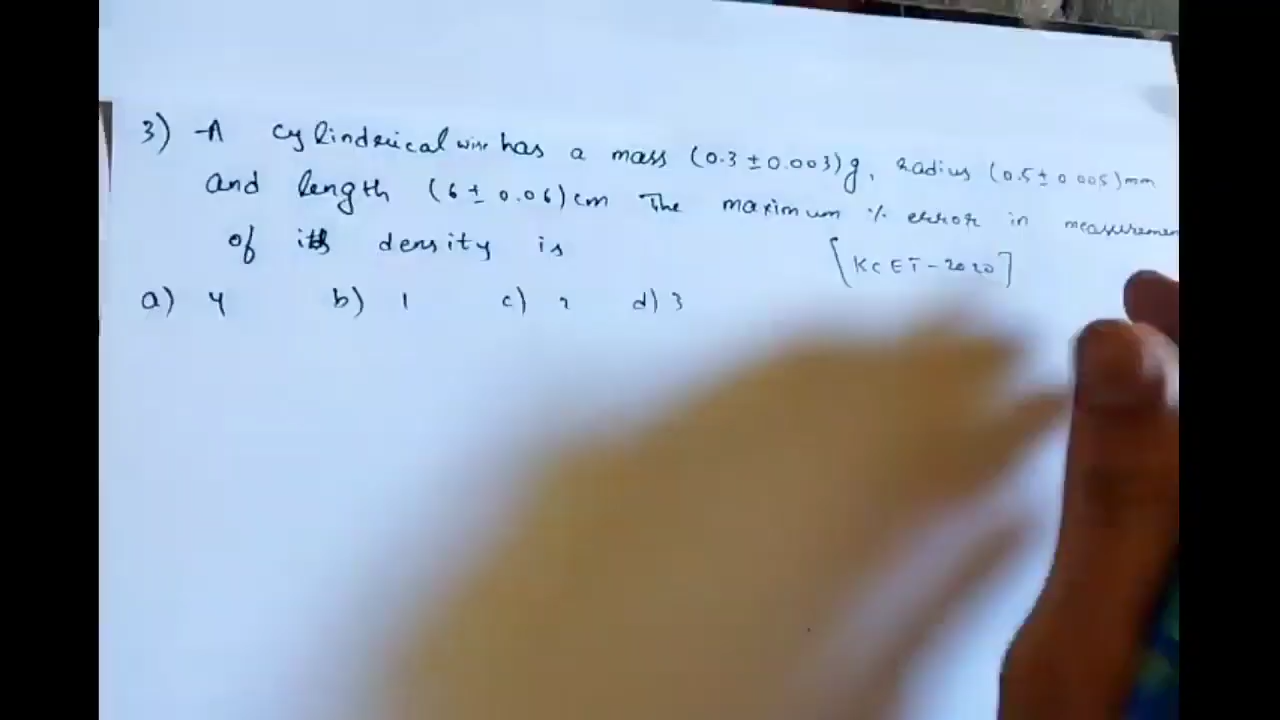 3) A cylindrical wire has a mass (0.3 ± 0.003)g, radius (0.5 ± 0.005)mm
and length (6 ± 0.06)cm The maximum % error in measuremen
of its density is
[KCET-2020]
a) 4 b) 1 c) 2 d) 3